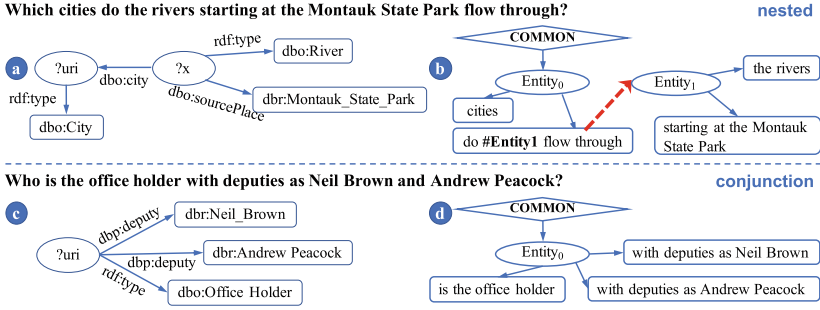 Which cities do the rivers starting at the Montauk State Park flow through?
nested
a
?uri
?x
rdf:type
dbo:River
dbo:city
dbo:sourcePlace
dbr:Montauk_State_Park
rdf:type
dbo:City
b
COMMON
Entity0
Entity1
the rivers
cities
do #Entity1 flow through
starting at the Montauk
State Park
Who is the office holder with deputies as Neil Brown and Andrew Peacock?
conjunction
c
?uri
dbp:deputy
dbr:Neil_Brown
dbp:deputy
dbr:Andrew Peacock
rdf:type
dbo:Office Holder
d
COMMON
Entity0
with deputies as Neil Brown
is the office holder
with deputies as Andrew Peacock